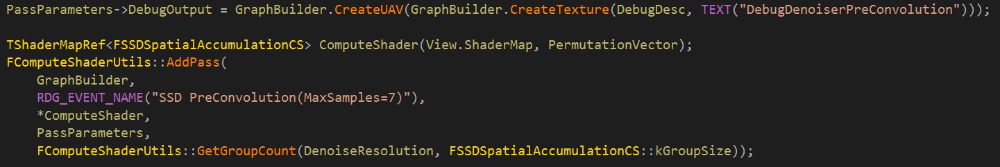 PassParameters->DebugOutput = GraphBuilder.CreateUAV(GraphBuilder.CreateTexture(DebugDesc, TEXT("DebugDenoiserPreConvolution")));
TShaderMapRef<FSSDSpatialAccumulationCS> ComputeShader(View.ShaderMap, PermutationVector);
FComputeShaderUtils::AddPass(
GraphBuilder,
RDG_EVENT_NAME("SSD PreConvolution(MaxSamples=7)"),
*ComputeShader,
PassParameters,
FComputeShaderUtils::GetGroupCount(DenoiseResolution, FSSDSpatialAccumulationCS::kGroupSize));